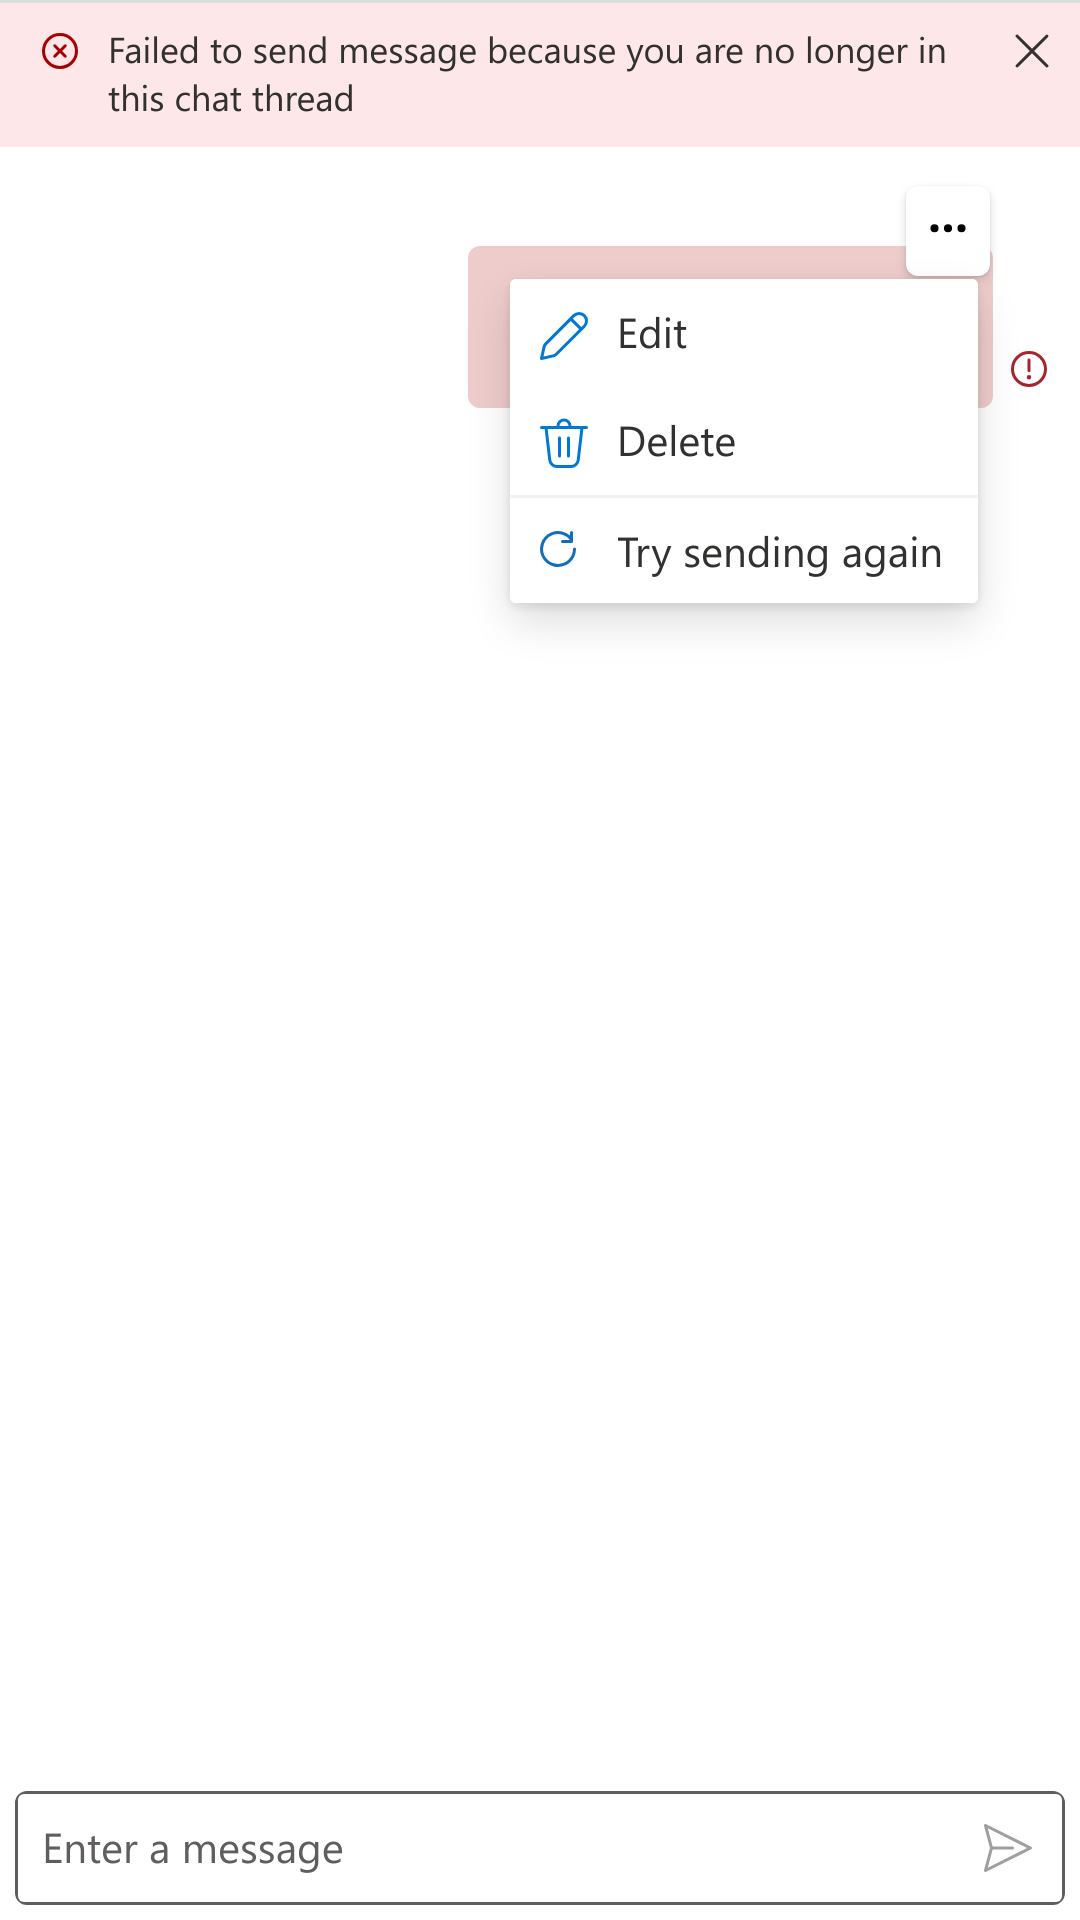 Failed to send message because you are no longer in
this chat thread
Edit
Delete
Try sending again
Enter a message